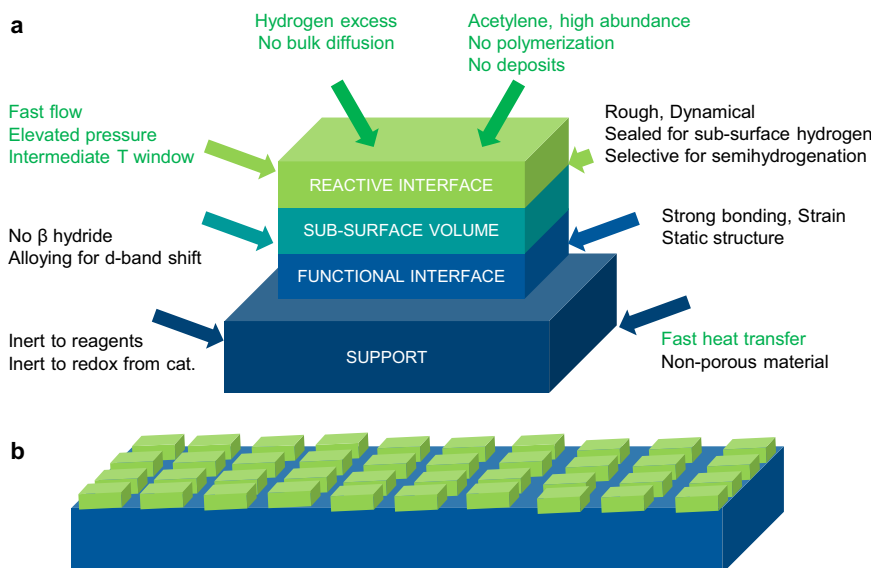 a
Hydrogen excess
No bulk diffusion
Acetylene, high abundance
No polymerization
No deposits
Fast flow
Elevated pressure
Intermediate T window
Rough, Dynamical
Sealed for sub-surface hydrogen
Selective for semihydrogenation
REACTIVE INTERFACE
SUB-SURFACE VOLUME
FUNCTIONAL INTERFACE
No β hydride
Alloying for d-band shift
Strong bonding, Strain
Static structure
Inert to reagents
Inert to redox from cat.
SUPPORT
Fast heat transfer
Non-porous material
b